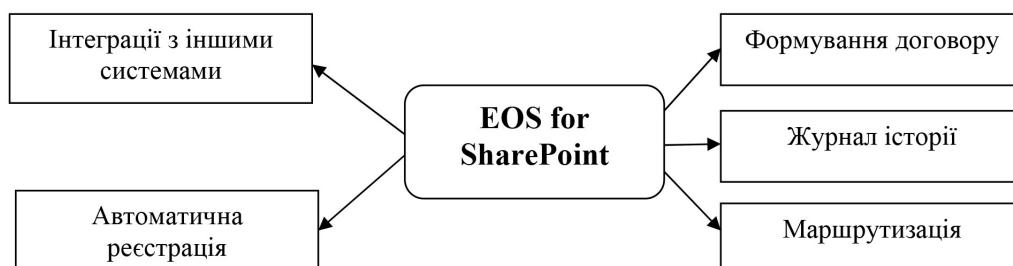 Інтеграції з іншими
системами
Автоматична
реєстрація
EOS for
SharePoint
Формування договору
Журнал історії
Маршрутизація